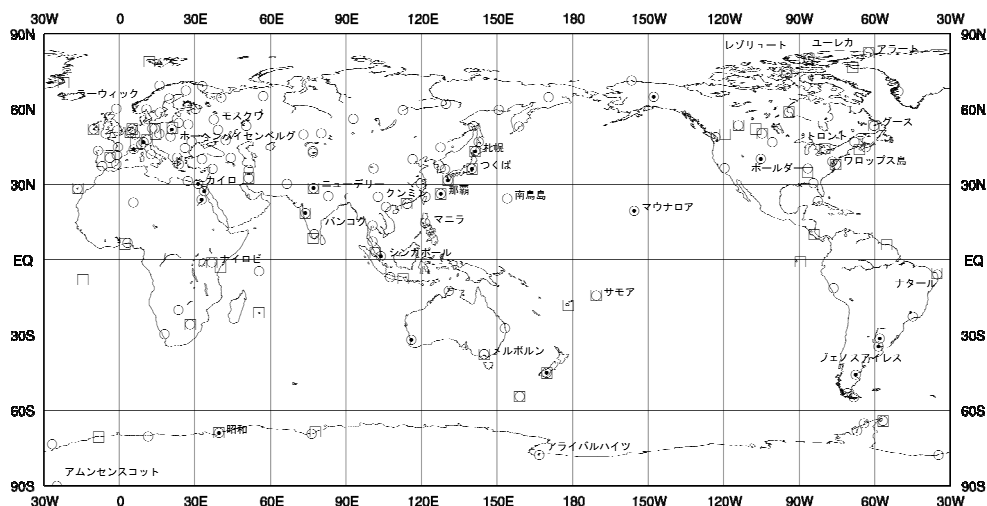 30W 0 30E 60E 90E 120E 150E 180 150W 120W 90W 60W 30W
90N 90N
レゾリュート ユーレカ アラート
ラーウィック
60N 60N
モスクワ グース
ホーヘンパイセンベルグ トロント
札幌
つくば ボールダー ワロップス島
30N カイロ ニューデリー クンミン 那覇 南鳥島 30N
マウナロア
バンコク マニラ
EQ ナイロビ シンガポール EQ
ナタール
サモア
30S 30S
メルボルン ブェノスアイレス
60S 60S
昭和
アライバルハイツ
アムンセンスコット
90S 90S
30W 0 30E 60E 90E 120E 150E 180 150W 120W 90W 60W 30W